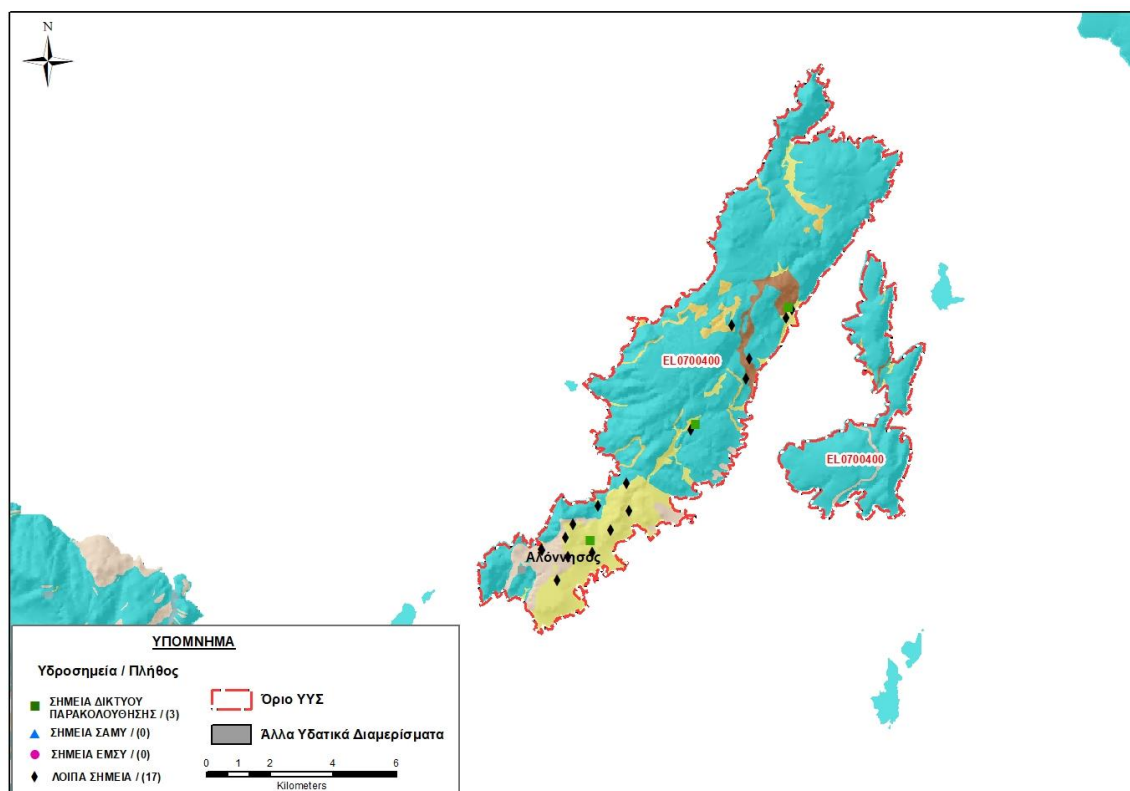 N
EL0700400
EL0700400
Αλόννησος
ΥΠΟΜΝΗΜΑ
Υδροσημεία / Πλήθος
ΣΗΜΕΙΑ ΔΙΚΤΥΟΥ
ΠΑΡΑΚΟΛΟΥΘΗΣΗΣ / (3)
ΣΗΜΕΙΑ ΣΑΜΥ / (0)
ΣΗΜΕΙΑ ΕΜΣΥ / (0)
ΛΟΙΠΑ ΣΗΜΕΙΑ / (17)
Όριο ΥΥΣ
Άλλα Υδατικά Διαμερίσματα
0 1 2 4 6
Kilometers